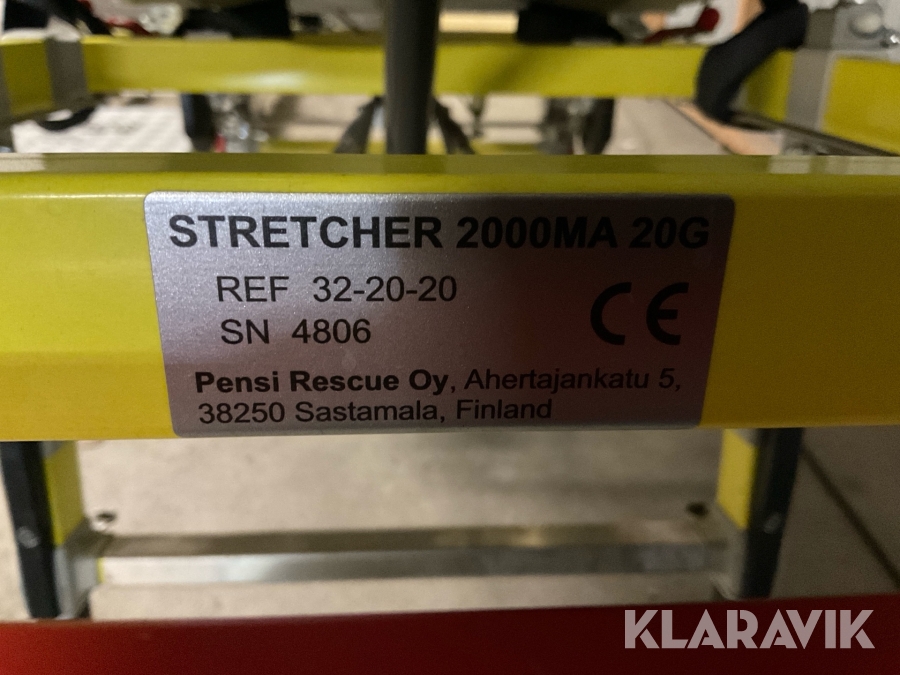 STRETCHER 2000MA 20G
REF 32-20-20
SN 4806
CE
Pensi Rescue Oy, Ahertajankatu 5,
38250 Sastamala, Finland
KLARAVIK